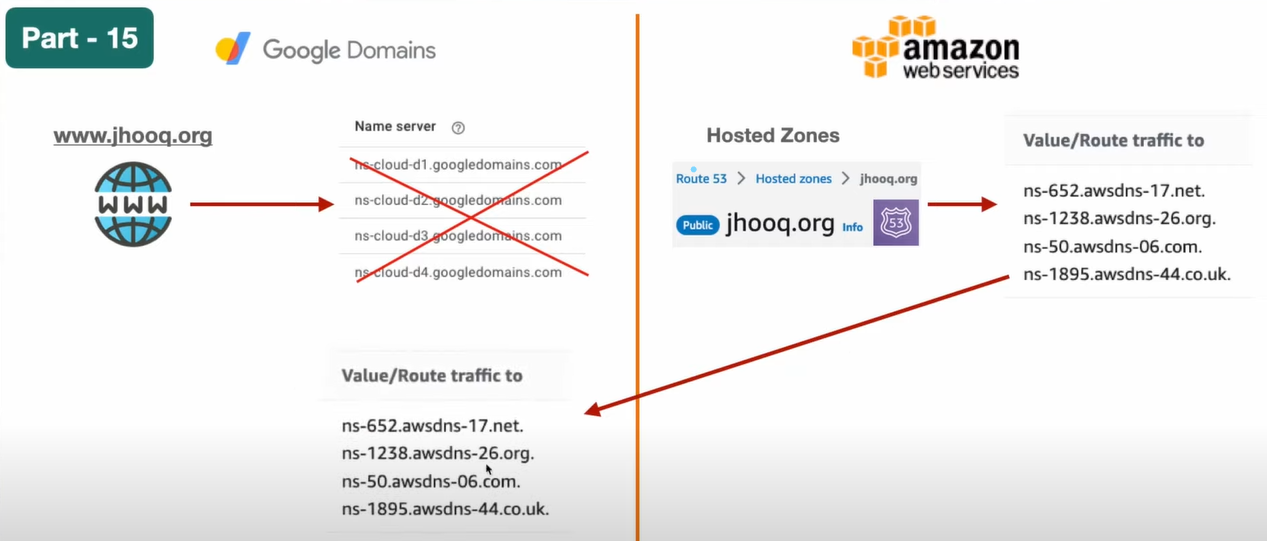 Part - 15
Google Domains
amazon
web services
www.jhooq.org
WWW
Name server ?
ns-cloud-d1.googledomains.com
ns-cloud-d2.googledomains.com
ns-cloud-d3.googledomains.com
ns-cloud-d4.googledomains.com
Hosted Zones
Route 53 > Hosted zones > jhooq.org
Public jhooq.org Info 53
Value/Route traffic to
ns-652.awsdns-17.net.
ns-1238.awsdns-26.org.
ns-50.awsdns-06.com.
ns-1895.awsdns-44.co.uk.
Value/Route traffic to
ns-652.awsdns-17.net.
ns-1238.awsdns-26.org.
ns-50.awsdns-06.com.
ns-1895.awsdns-44.co.uk.